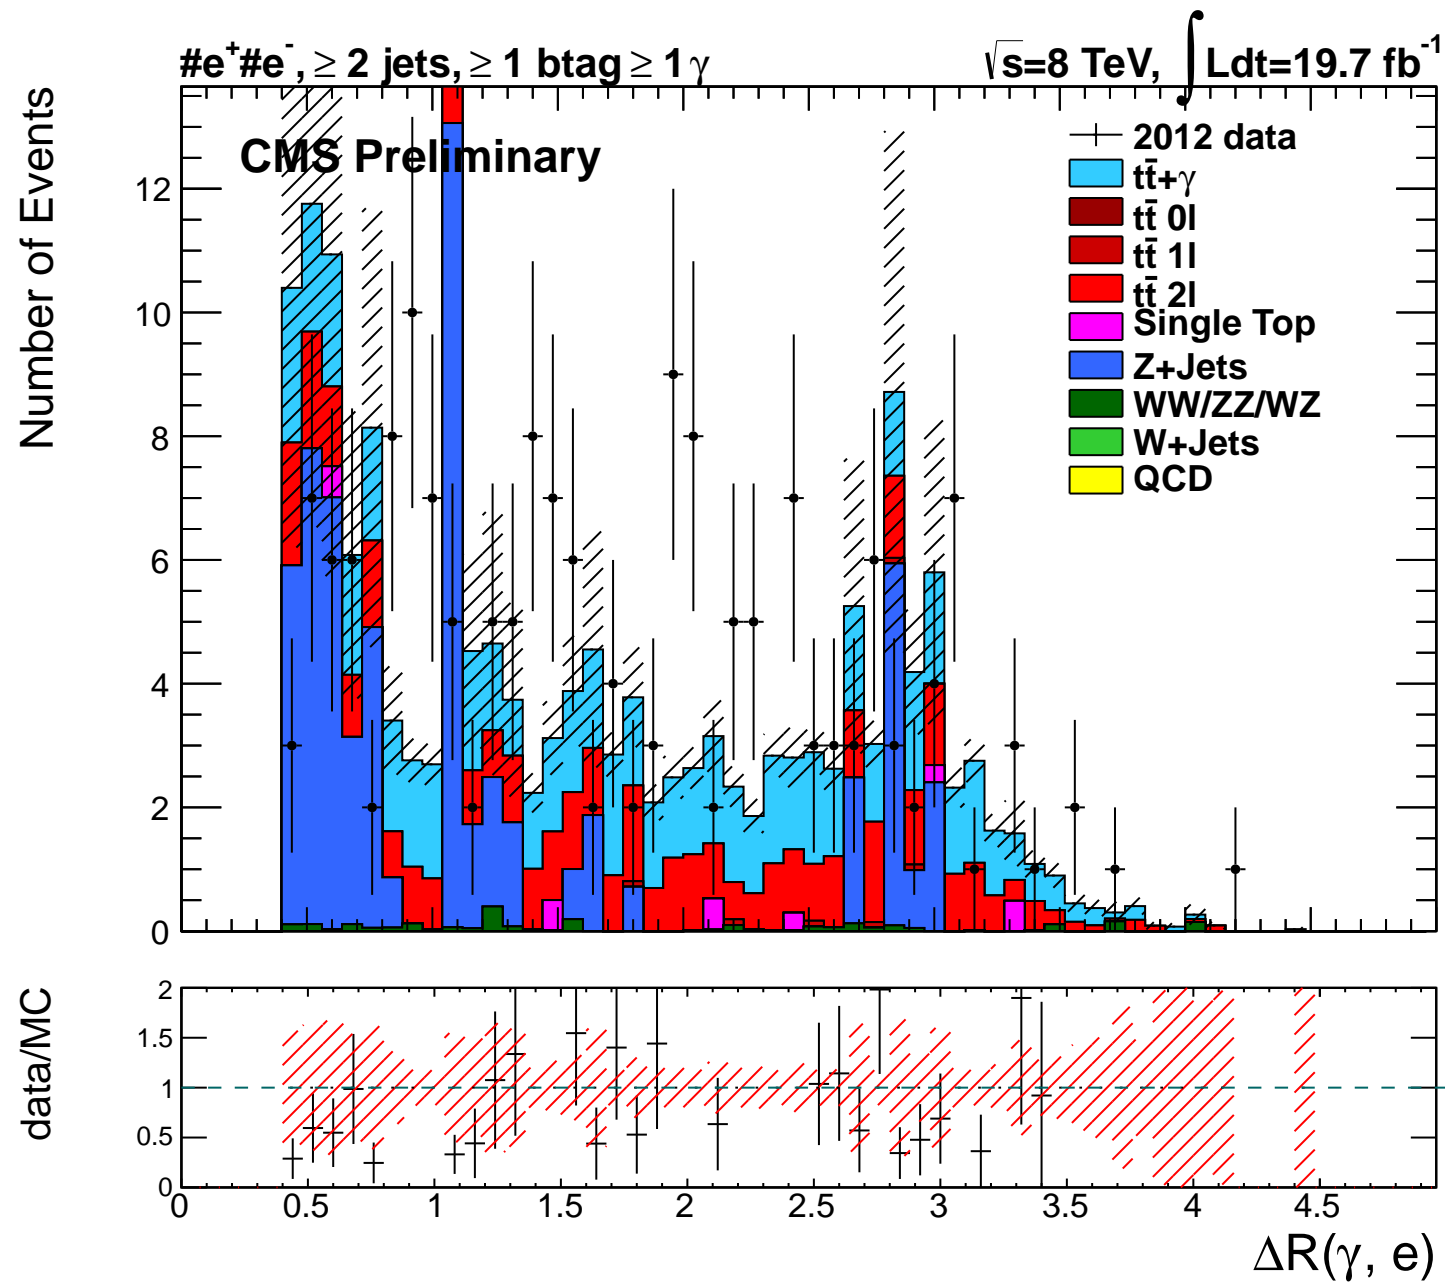 #e⁺#e⁻, ≥ 2 jets, ≥ 1 btag ≥ 1 γ
√s=8 TeV, ∫ Ldt=19.7 fb⁻¹
CMS Preliminary
Number of Events
12
10
8
6
4
2
0
2012 data
tt̄+γ
tt̄ 0l
tt̄ 1l
tt̄ 2l
Single Top
Z+Jets
WW/ZZ/WZ
W+Jets
QCD
data/MC
2
1.5
1
0.5
0
0 0.5 1 1.5 2 2.5 3 3.5 4 4.5
ΔR(γ, e)